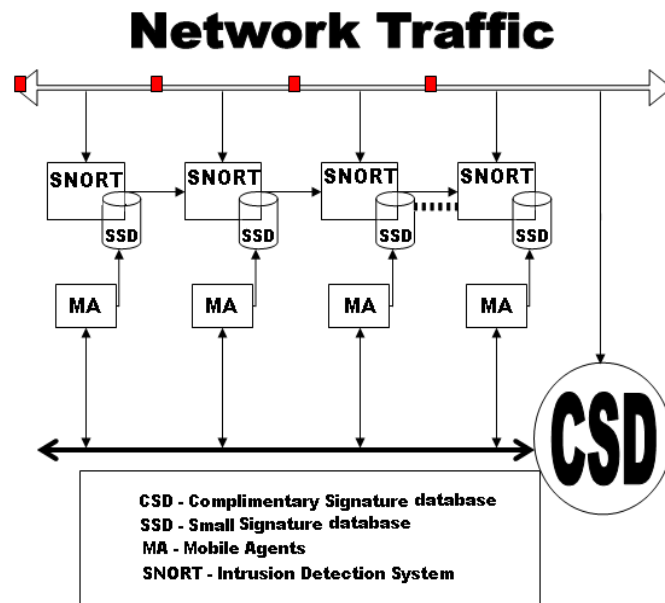 Network Traffic
SNORT SNORT SNORT SNORT
SSD SSD SSD SSD
MA MA MA MA
CSD
CSD - Complimentary Signature database
SSD - Small Signature database
MA - Mobile Agents
SNORT - Intrusion Detection System